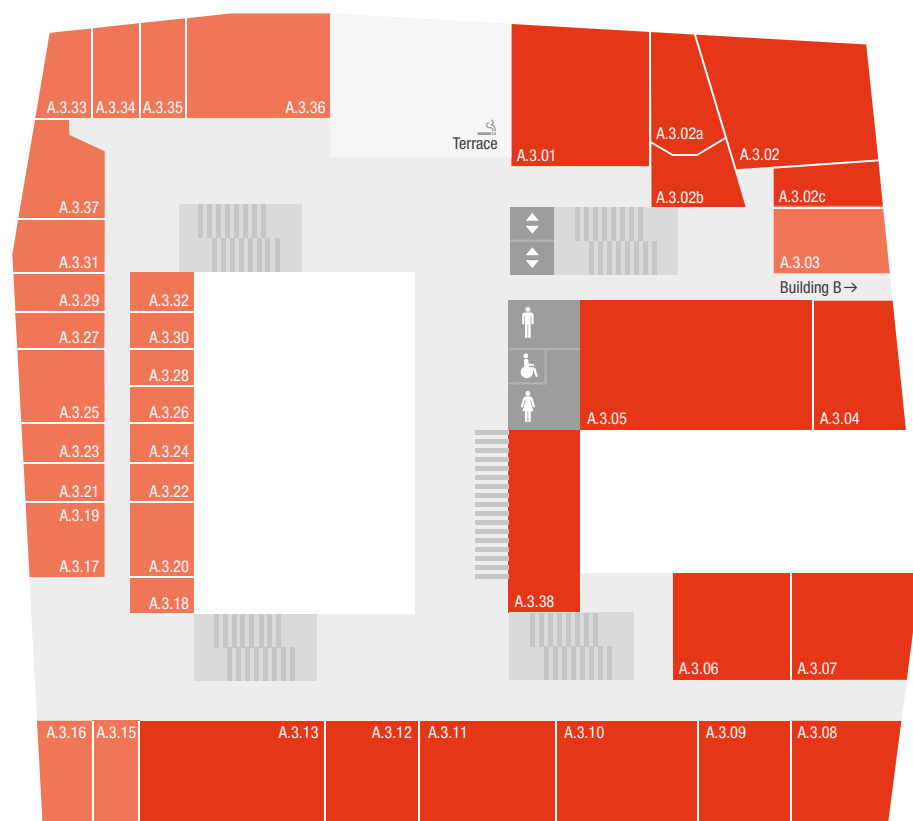 A.3.33
A.3.34
A.3.35
A.3.36
Terrace
A.3.01
A.3.02a
A.3.02
A.3.02b
A.3.02c
A.3.37
A.3.31
A.3.03
Building B→
A.3.29
A.3.32
A.3.27
A.3.30
A.3.28
A.3.25
A.3.26
A.3.05
A.3.04
A.3.23
A.3.24
A.3.21
A.3.22
A.3.19
A.3.17
A.3.20
A.3.18
A.3.38
A.3.06
A.3.07
A.3.16
A.3.15
A.3.13
A.3.12
A.3.11
A.3.10
A.3.09
A.3.08